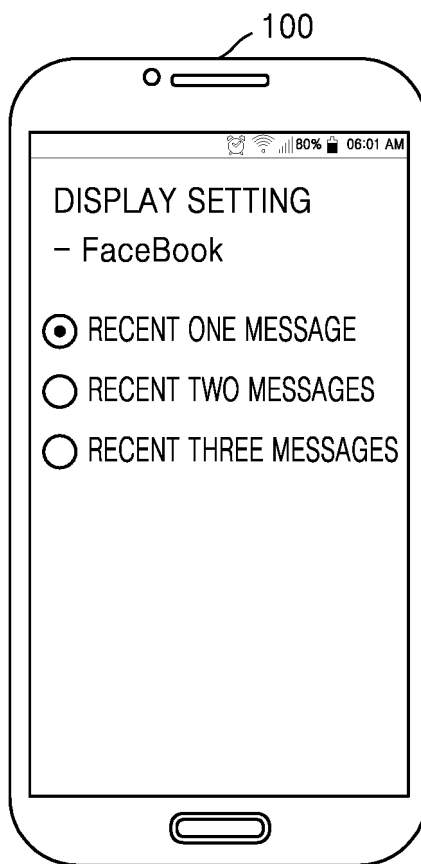 100
80% 06:01 AM
DISPLAY SETTING
– FaceBook
RECENT ONE MESSAGE
RECENT TWO MESSAGES
RECENT THREE MESSAGES